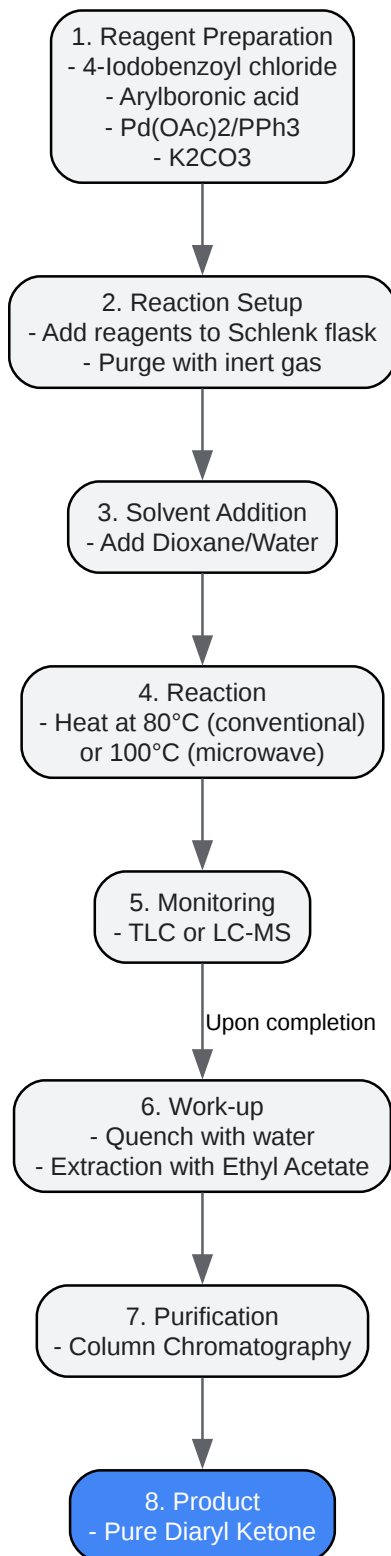 1. Reagent Preparation
- 4-Iodobenzoyl chloride
- Arylboronic acid
- Pd(OAc)2/PPh3
- K2CO3
2. Reaction Setup
- Add reagents to Schlenk flask
- Purge with inert gas
3. Solvent Addition
- Add Dioxane/Water
4. Reaction
- Heat at 80°C (conventional)
or 100°C (microwave)
5. Monitoring
- TLC or LC-MS
Upon completion
6. Work-up
- Quench with water
- Extraction with Ethyl Acetate
7. Purification
- Column Chromatography
8. Product
- Pure Diaryl Ketone